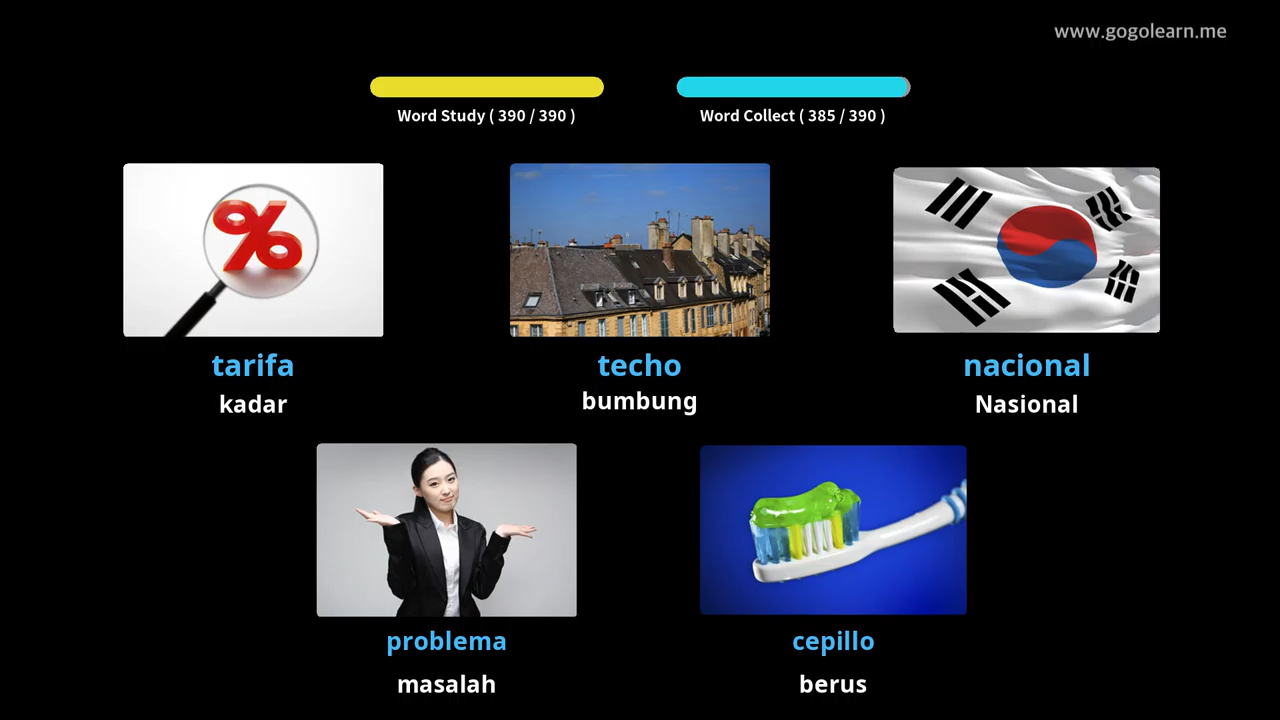 www.gogolearn.me
Word Study ( 390 / 390 )
Word Collect ( 385 / 390 )
%
tarifa
kadar
techo
bumbung
nacional
Nasional
problema
masalah
cepillo
berus